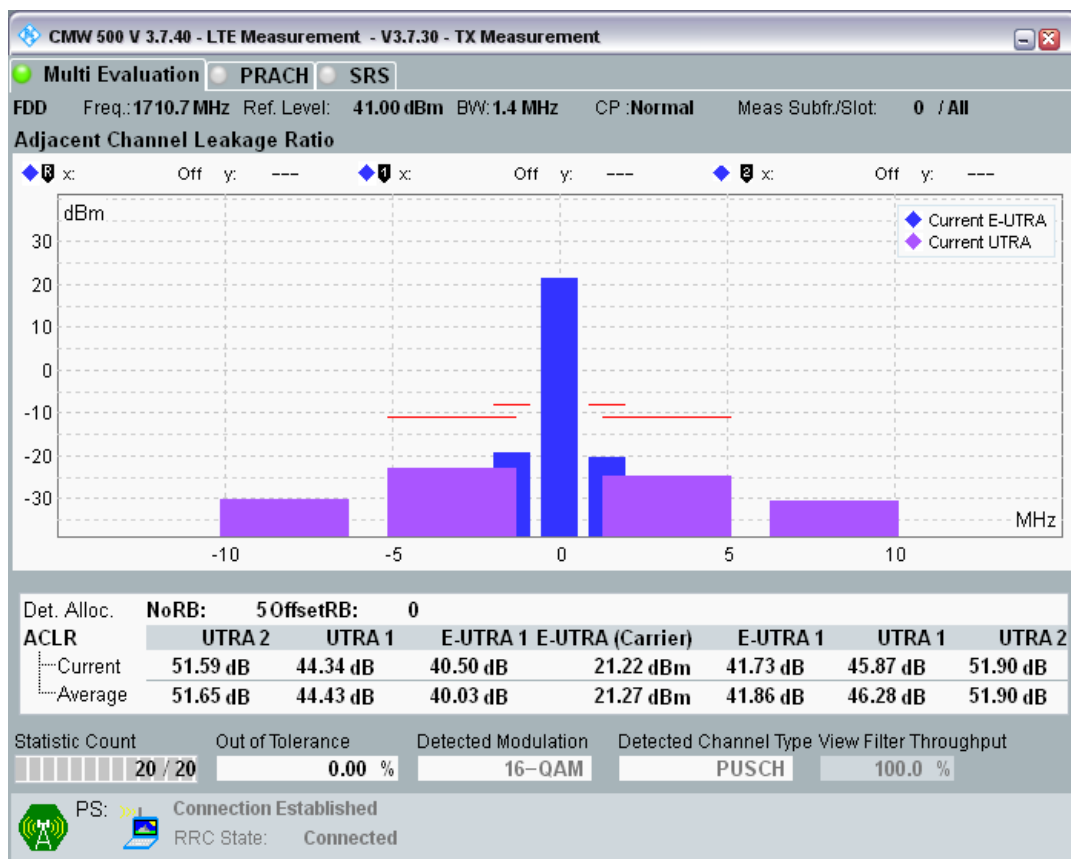 CMW 500 V 3.7.40 - LTE Measurement - V3.7.30 - TX Measurement
Multi Evaluation PRACH SRS
FDD Freq.: 1710.7 MHz Ref. Level: 41.00 dBm BW: 1.4 MHz CP :Normal Meas Subfr./Slot: 0 / All
Adjacent Channel Leakage Ratio
R x: Off y: --- 1 x: Off y: --- 2 x: Off y: ---
dBm
Current E-UTRA
Current UTRA
30
20
10
0
-10
-20
-30
MHz
-10 -5 0 5 10
Det. Alloc. NoRB: 5 OffsetRB: 0
ACLR UTRA 2 UTRA 1 E-UTRA 1 E-UTRA (Carrier) E-UTRA 1 UTRA 1 UTRA 2
Current 51.59 dB 44.34 dB 40.50 dB 21.22 dBm 41.73 dB 45.87 dB 51.90 dB
Average 51.65 dB 44.43 dB 40.03 dB 21.27 dBm 41.86 dB 46.28 dB 51.90 dB
Statistic Count Out of Tolerance Detected Modulation Detected Channel Type View Filter Throughput
20 / 20 0.00 % 16-QAM PUSCH 100.0 %
PS: Connection Established
RRC State: Connected